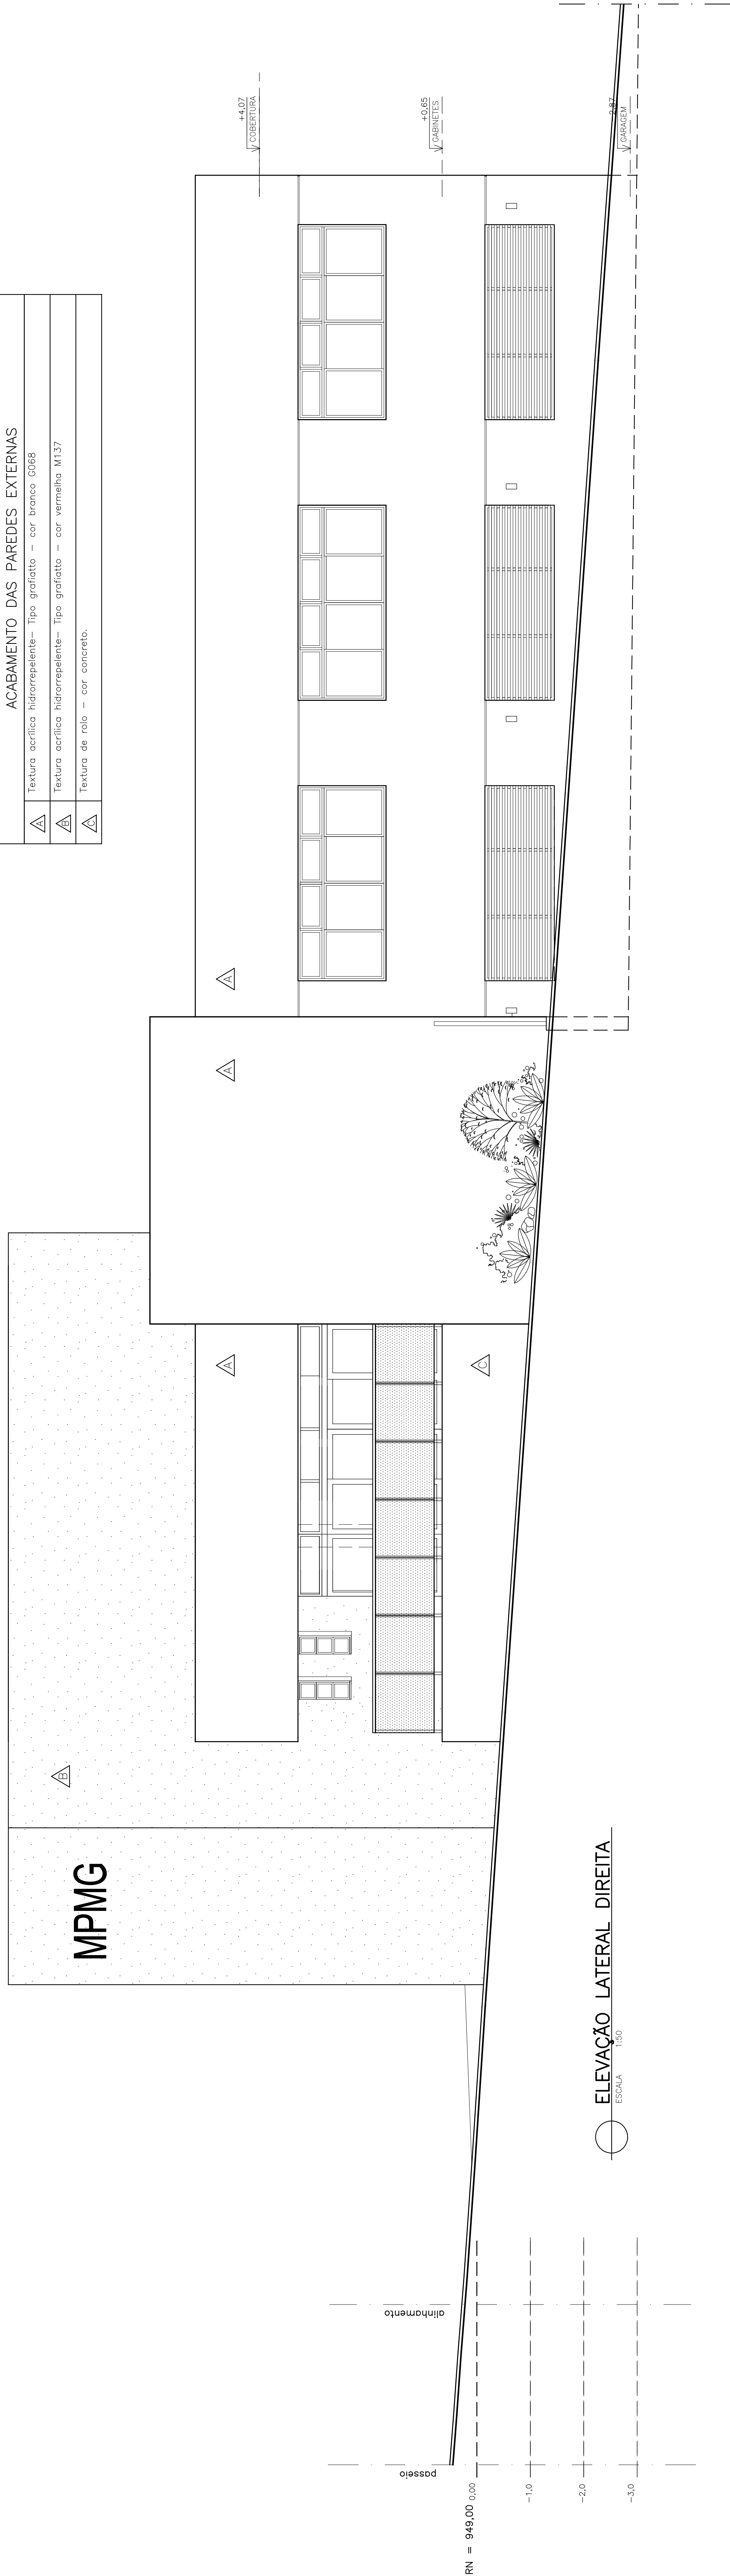 ACABAMENTO DAS PAREDES EXTERNAS
A Textura acrílica hidrorrepelente– Tipo grafiatto – cor branco G068
B Textura acrílica hidrorrepelente– Tipo grafiatto – cor vermelha M137
C Textura de rolo – cor concreto.
MPMG
B
A
A
A
C
+4,07
COBERTURA
+0,65
GABINETES
-2,87
GARAGEM
alinhamento
passeio
RN = 949,00 0,00
-1,0
-2,0
-3,0
ELEVAÇÃO LATERAL DIREITA
ESCALA 1:50